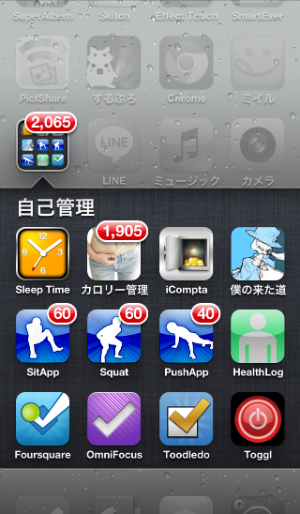 SuperAlbum Skitch Effect Touch SmartEver
PictShare するぷろ Chrome ミイル
2,065
LINE
LINE ミュージック カメラ
自己管理
1,905
Sleep Time カロリー管理 iCompta 僕の来た道
60 60 40
SitApp Squat PushApp HealthLog
Foursquare OmniFocus Toodledo Toggl